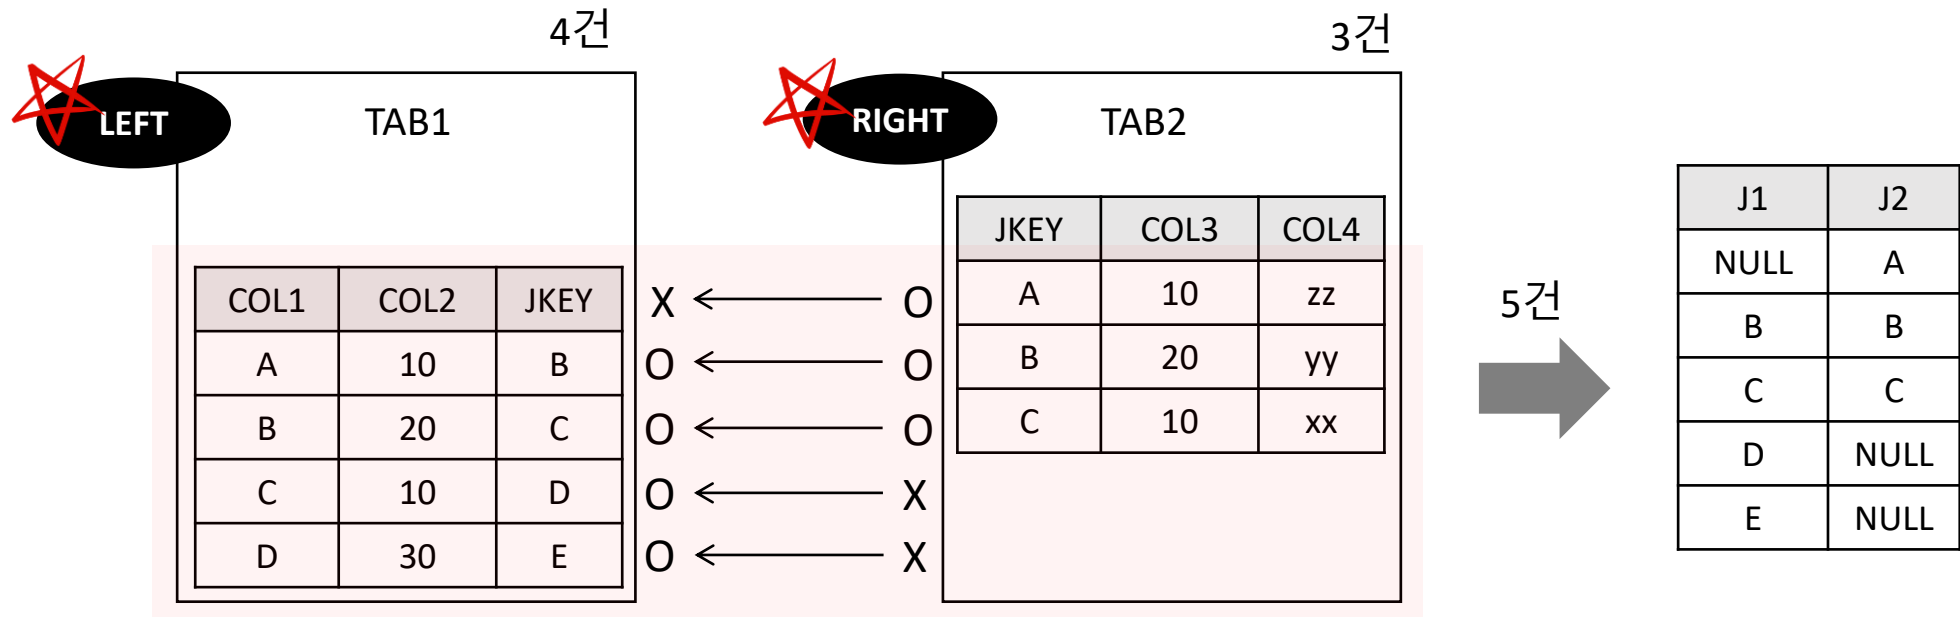 4건
3건
LEFT
TAB1
RIGHT
TAB2
COL1 COL2 JKEY
A 10 B
B 20 C
C 10 D
D 30 E
X O
O O
O O
O X
O X
JKEY COL3 COL4
A 10 zz
B 20 yy
C 10 xx
5건
J1 J2
NULL A
B B
C C
D NULL
E NULL